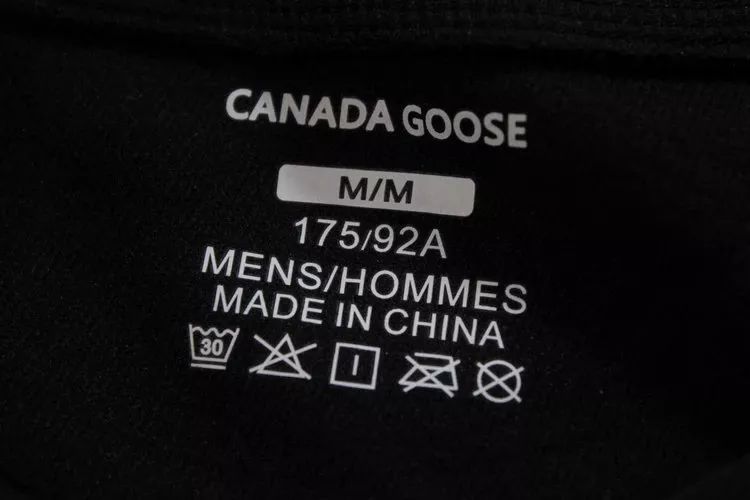 CANADA GOOSE
M/M
175/92A
MENS/HOMMES
MADE IN CHINA
30